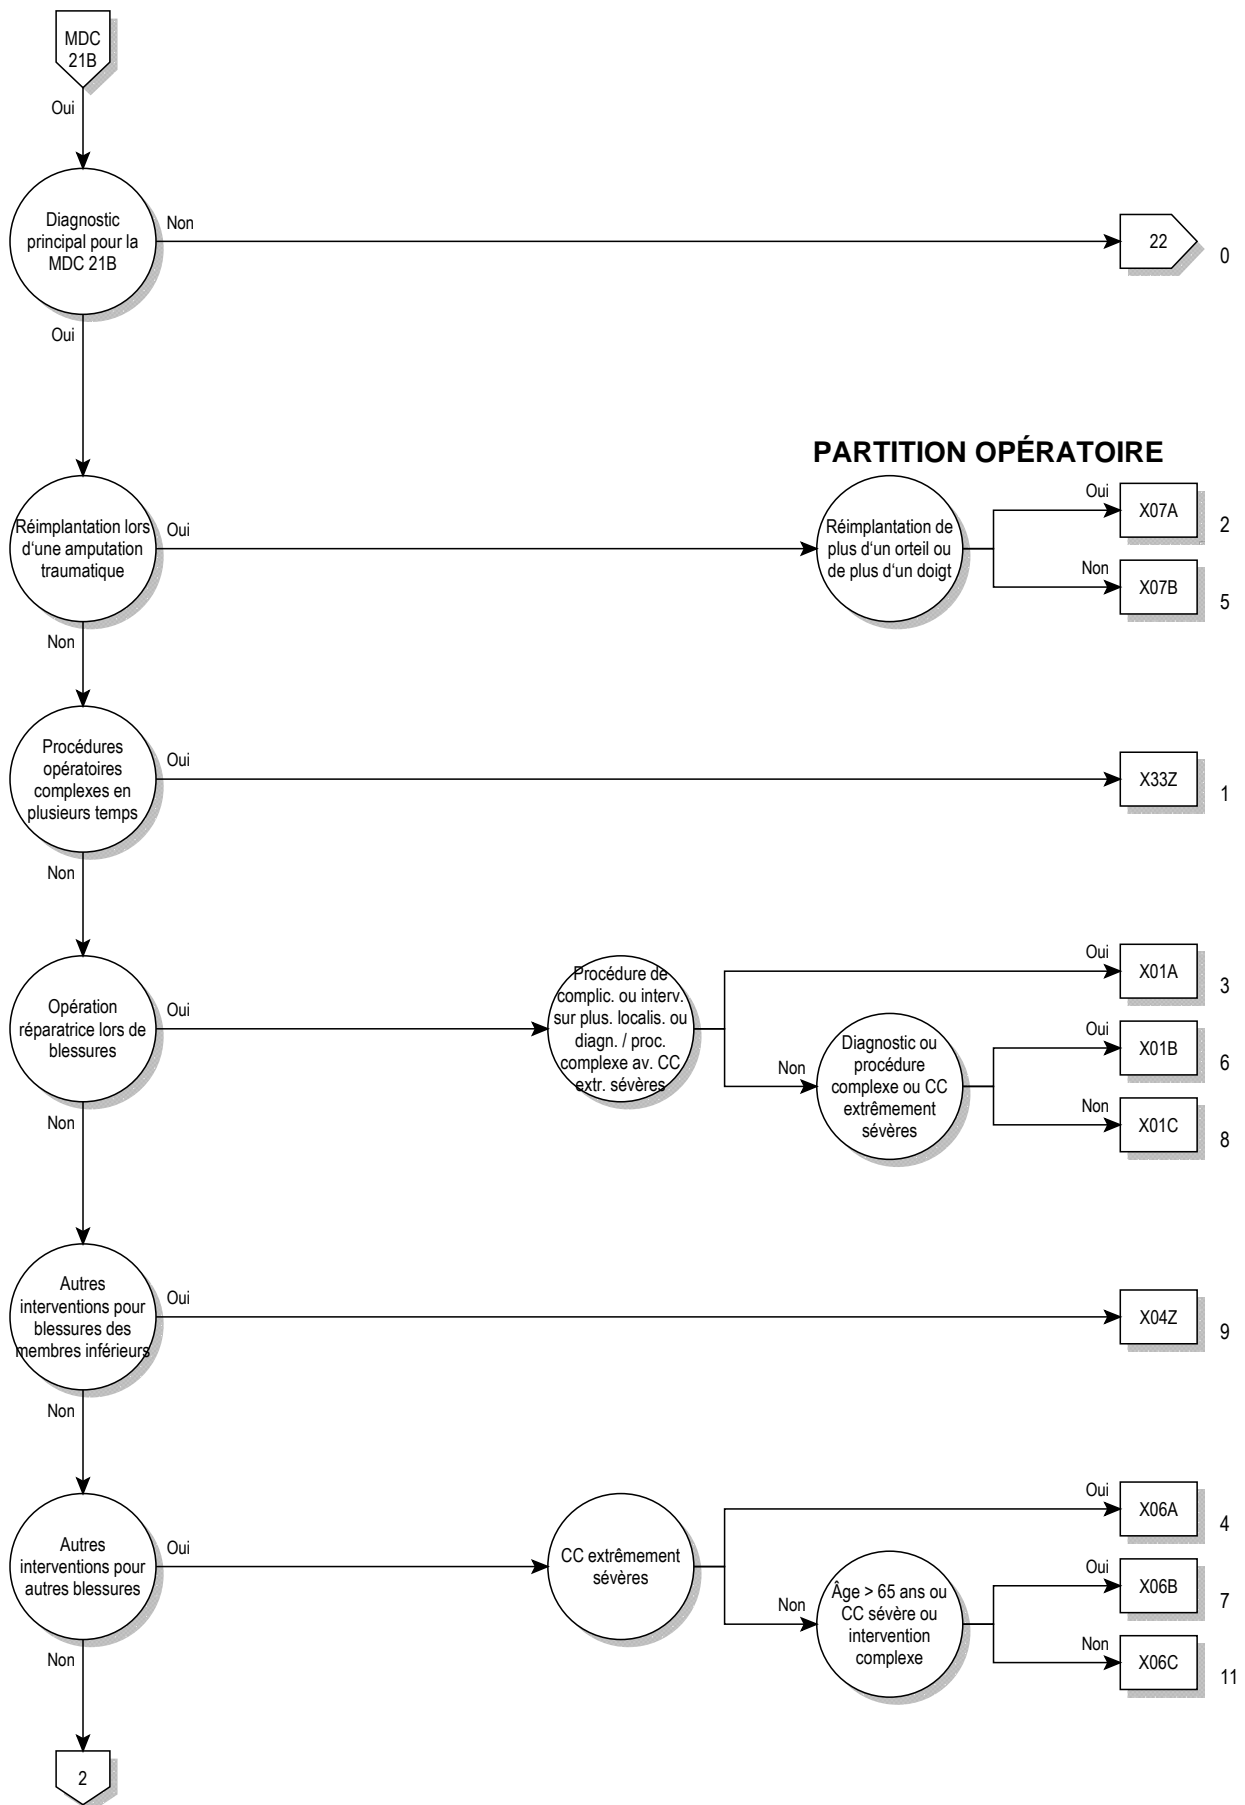 MDC
21B
Oui
Diagnostic
principal pour la
MDC 21B
Non
22
0
Oui
PARTITION OPÉRATOIRE
Réimplantation lors
d'une amputation
traumatique
Oui
Réimplantation de
plus d'un orteil ou
de plus d'un doigt
Oui
X07A
2
Non
X07B
5
Non
Procédures
opératoires
complexes en
plusieurs temps
Oui
X33Z
1
Non
Opération
réparatrice lors de
blessures
Oui
Procédure de
complic. ou interv.
sur plus. localis. ou
diagn. / proc.
complexe av. CC
extr. sévères
Oui
X01A
3
Non
Diagnostic ou
procédure
complexe ou CC
extrêmement
sévères
Oui
X01B
6
Non
X01C
8
Non
Autres
interventions pour
blessures des
membres inférieurs
Oui
X04Z
9
Non
Autres
interventions pour
autres blessures
Oui
CC extrêmement
sévères
Oui
X06A
4
Non
Âge > 65 ans ou
CC sévère ou
intervention
complexe
Oui
X06B
7
Non
X06C
11
Non
2